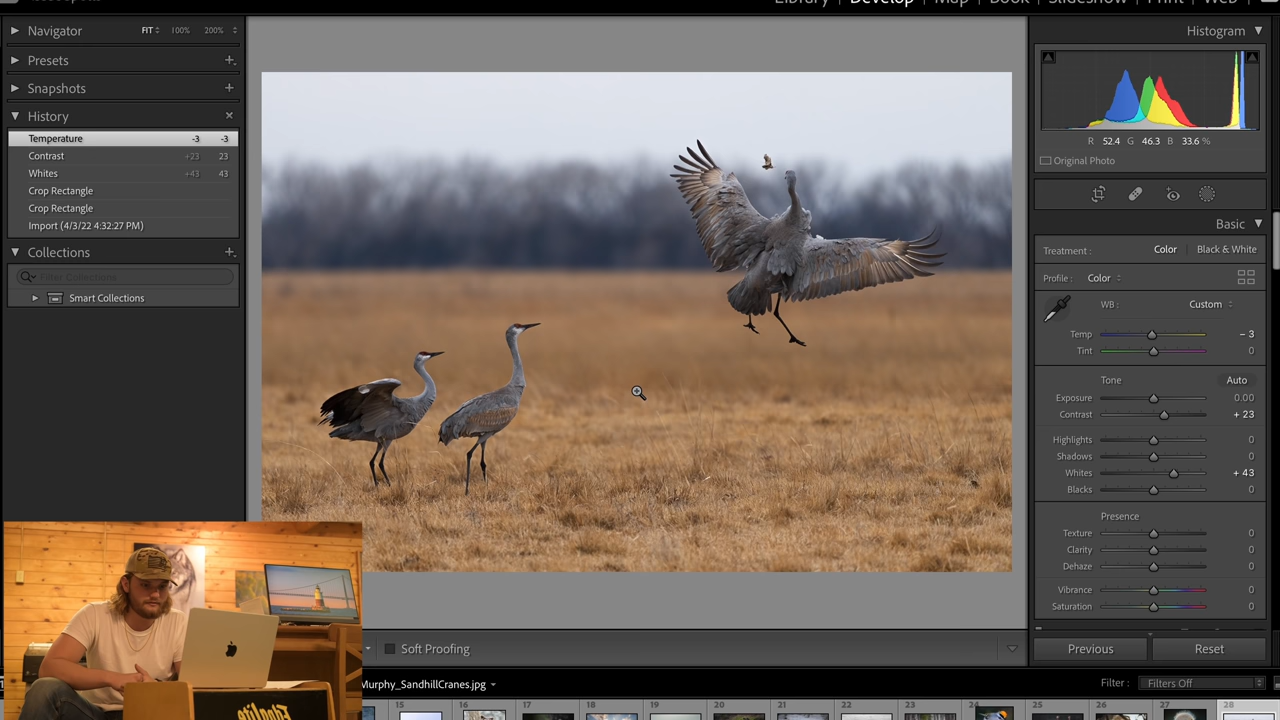 Library Develop Map Book Slideshow Print Web
Navigator FIT 100% 200%
Presets
Snapshots
History
Temperature -3 -3
Contrast +23 23
Whites +43 43
Crop Rectangle
Crop Rectangle
Import (4/3/22 4:32:27 PM)
Collections
Filter Collections
Smart Collections
Soft Proofing
Murphy_SandhillCranes.jpg
Histogram
R 52.4 G 46.3 B 33.6 %
Original Photo
Basic
Treatment : Color Black & White
Profile : Color
WB : Custom
Temp - 3
Tint 0
Tone Auto
Exposure 0.00
Contrast + 23
Highlights 0
Shadows 0
Whites + 43
Blacks 0
Presence
Texture 0
Clarity 0
Dehaze 0
Vibrance 0
Saturation 0
Previous Reset
Filter : Filters Off
15 16 17 18 19 20 21 22 23 24 25 26 27 28